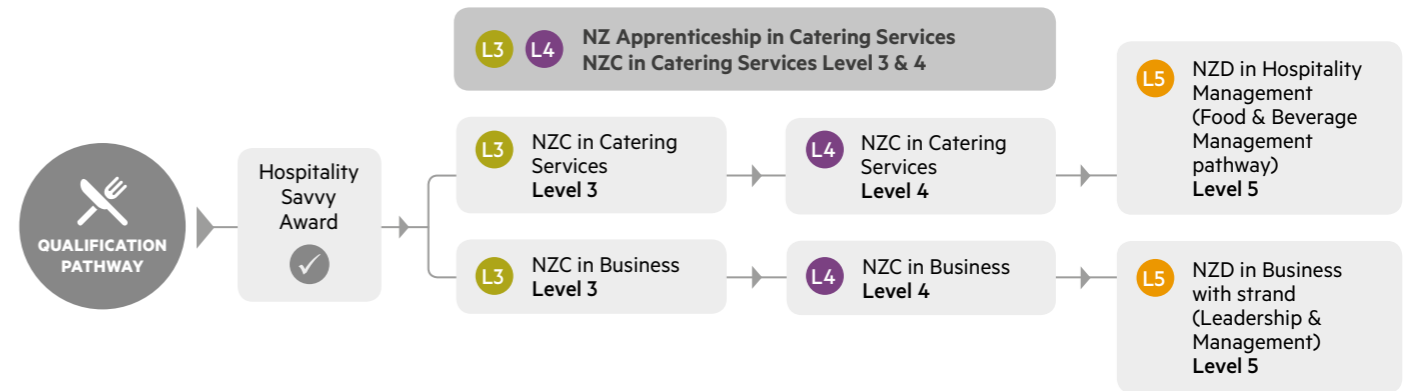 L3 L4 NZ Apprenticeship in Catering Services
NZC in Catering Services Level 3 & 4
QUALIFICATION
PATHWAY
Hospitality
Savvy
Award
L3 NZC in Catering
Services
Level 3
L4 NZC in Catering
Services
Level 4
L5 NZD in Hospitality
Management
(Food & Beverage
Management
pathway)
Level 5
L3 NZC in Business
Level 3
L4 NZC in Business
Level 4
L5 NZD in Business
with strand
(Leadership &
Management)
Level 5